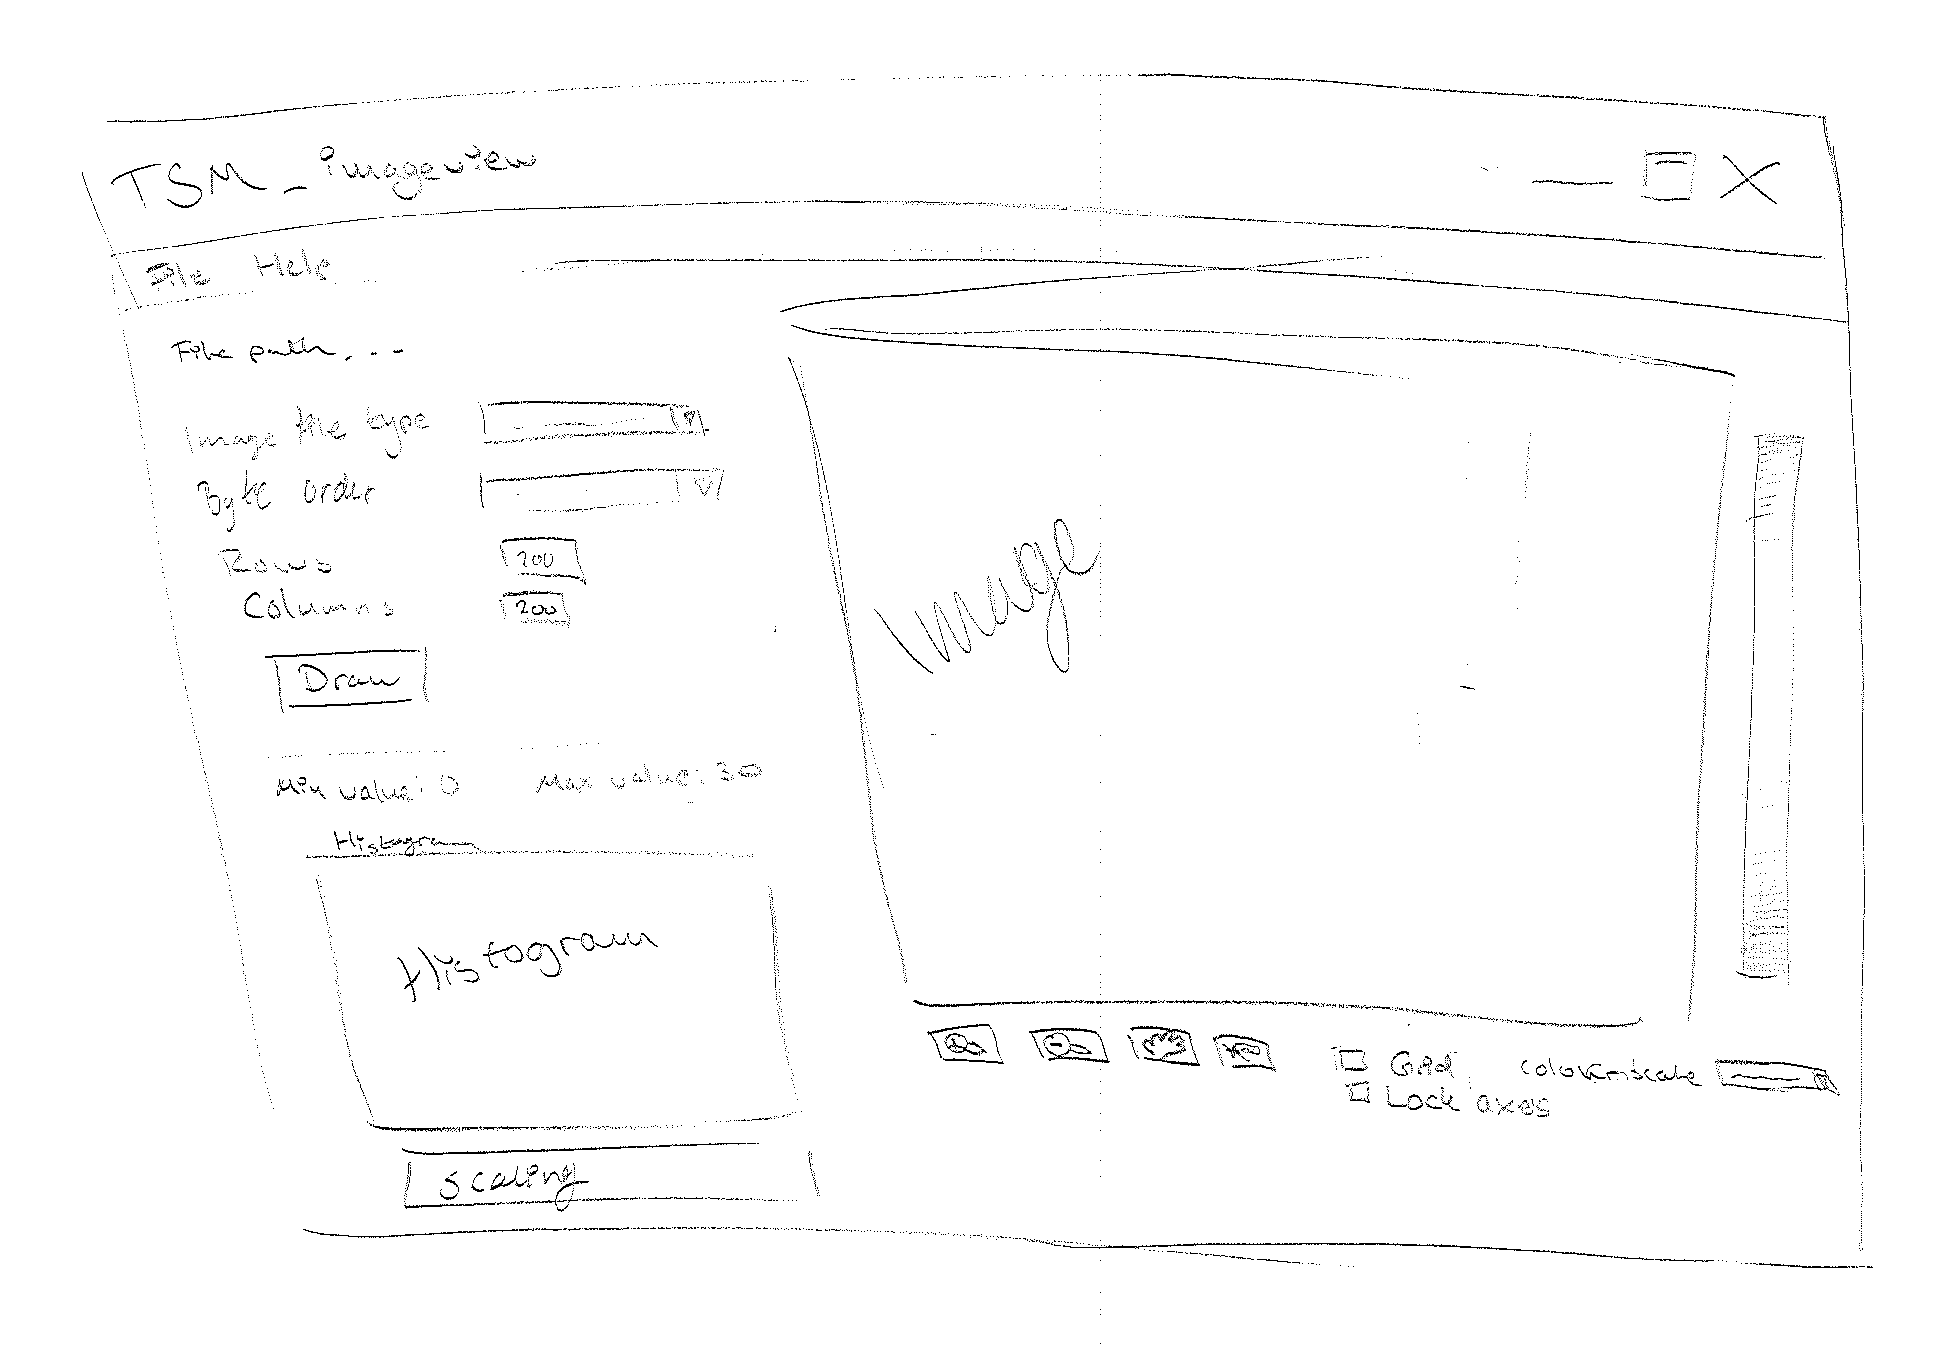 TSM_imageview
File Help
File path...
Image file type
Byte order
Rows 200
Columns 200
Draw
Min value: 0 Max value: 30
Histogram
Histogram
Scaling
Image
Grid
Lock axes